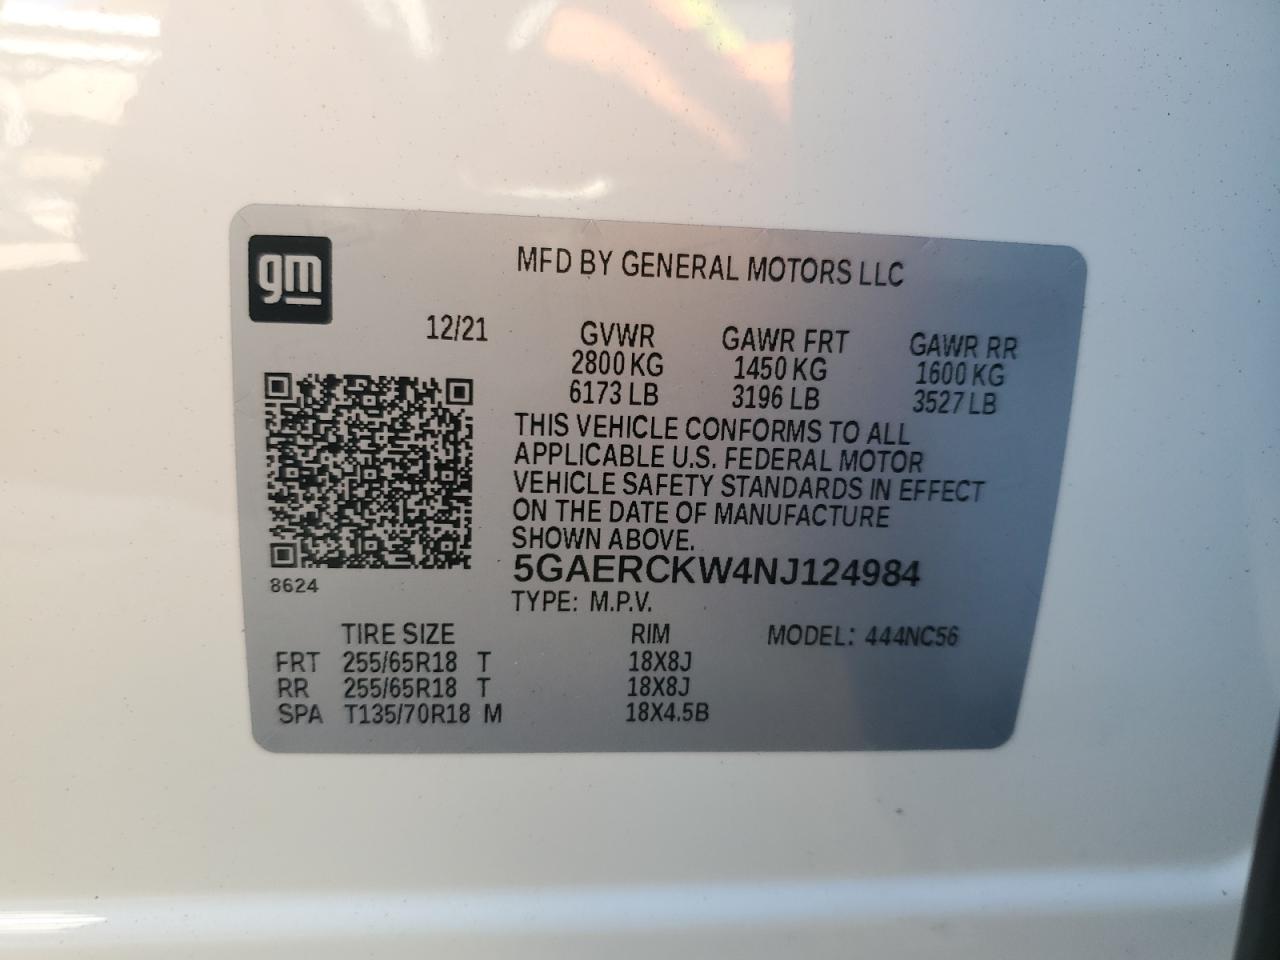 gm
MFD BY GENERAL MOTORS LLC
12/21
GVWR GAWR FRT GAWR RR
2800 KG 1450 KG 1600 KG
6173 LB 3196 LB 3527 LB
THIS VEHICLE CONFORMS TO ALL
APPLICABLE U.S. FEDERAL MOTOR
VEHICLE SAFETY STANDARDS IN EFFECT
ON THE DATE OF MANUFACTURE
SHOWN ABOVE.
8624
5GAERCKW4NJ124984
TYPE: M.P.V.
TIRE SIZE RIM MODEL: 444NC56
FRT 255/65R18 T 18X8J
RR 255/65R18 T 18X8J
SPA T135/70R18 M 18X4.5B